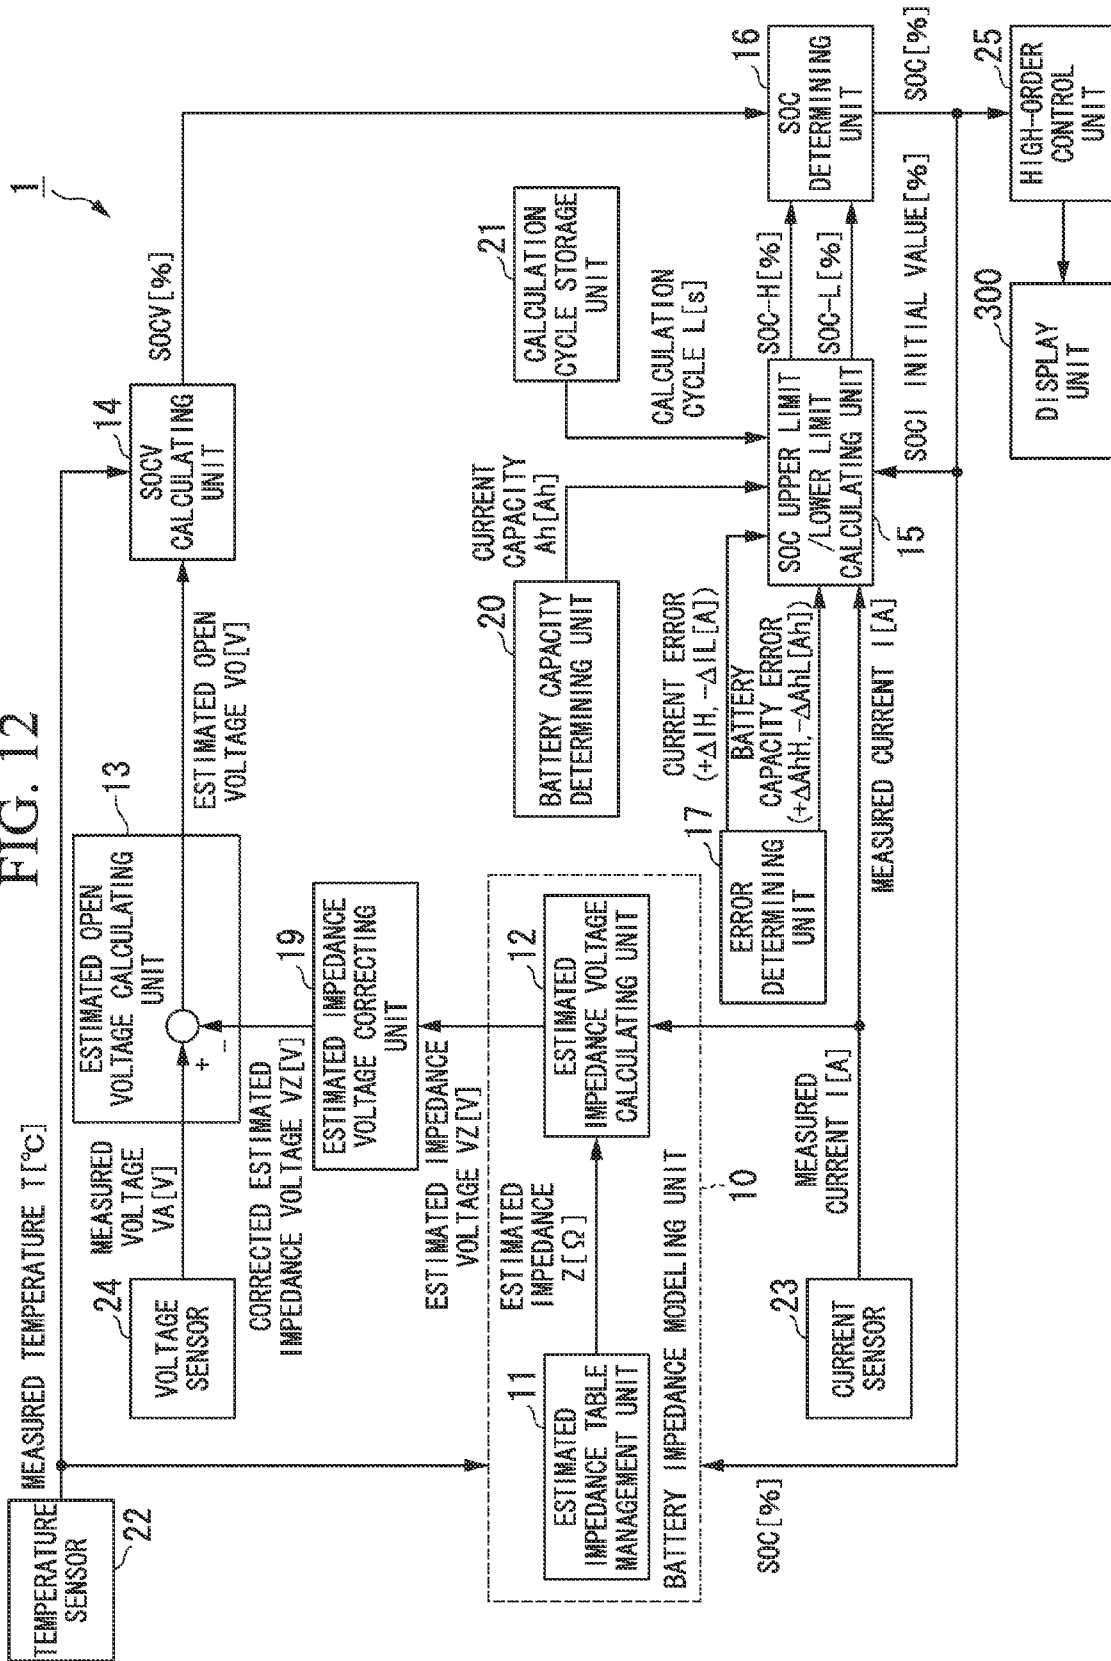 FIG. 12
1
TEMPERATURE
SENSOR
22
MEASURED TEMPERATURE T[℃]
VOLTAGE
SENSOR
24
MEASURED
VOLTAGE
VA[V]
ESTIMATED OPEN
VOLTAGE CALCULATING
UNIT
13
+
-
ESTIMATED OPEN
VOLTAGE VO[V]
SOCV
CALCULATING
UNIT
14
SOCV[%]
CORRECTED ESTIMATED
IMPEDANCE VOLTAGE VZ[V]
ESTIMATED IMPEDANCE
VOLTAGE CORRECTING
UNIT
19
ESTIMATED IMPEDANCE
VOLTAGE VZ[V]
ESTIMATED
IMPEDANCE TABLE
MANAGEMENT UNIT
11
ESTIMATED
IMPEDANCE
Z[Ω]
ESTIMATED
IMPEDANCE VOLTAGE
CALCULATING UNIT
12
BATTERY IMPEDANCE MODELING UNIT
10
BATTERY CAPACITY
DETERMINING UNIT
20
CURRENT
CAPACITY
Ah[Ah]
CALCULATION
CYCLE STORAGE
UNIT
21
CALCULATION
CYCLE L[s]
ERROR
DETERMINING
UNIT
17
CURRENT ERROR
(+ΔIH,-ΔIL[A])
BATTERY
CAPACITY ERROR
(+ΔAhH,-ΔAhL[Ah])
SOC UPPER LIMIT
/LOWER LIMIT
CALCULATING UNIT
15
SOC-H[%]
SOC-L[%]
SOC
DETERMINING
UNIT
16
SOC[%]
CURRENT
SENSOR
23
MEASURED
CURRENT I[A]
MEASURED CURRENT I[A]
SOCI INITIAL VALUE[%]
SOC[%]
DISPLAY
UNIT
300
HIGH-ORDER
CONTROL
UNIT
25